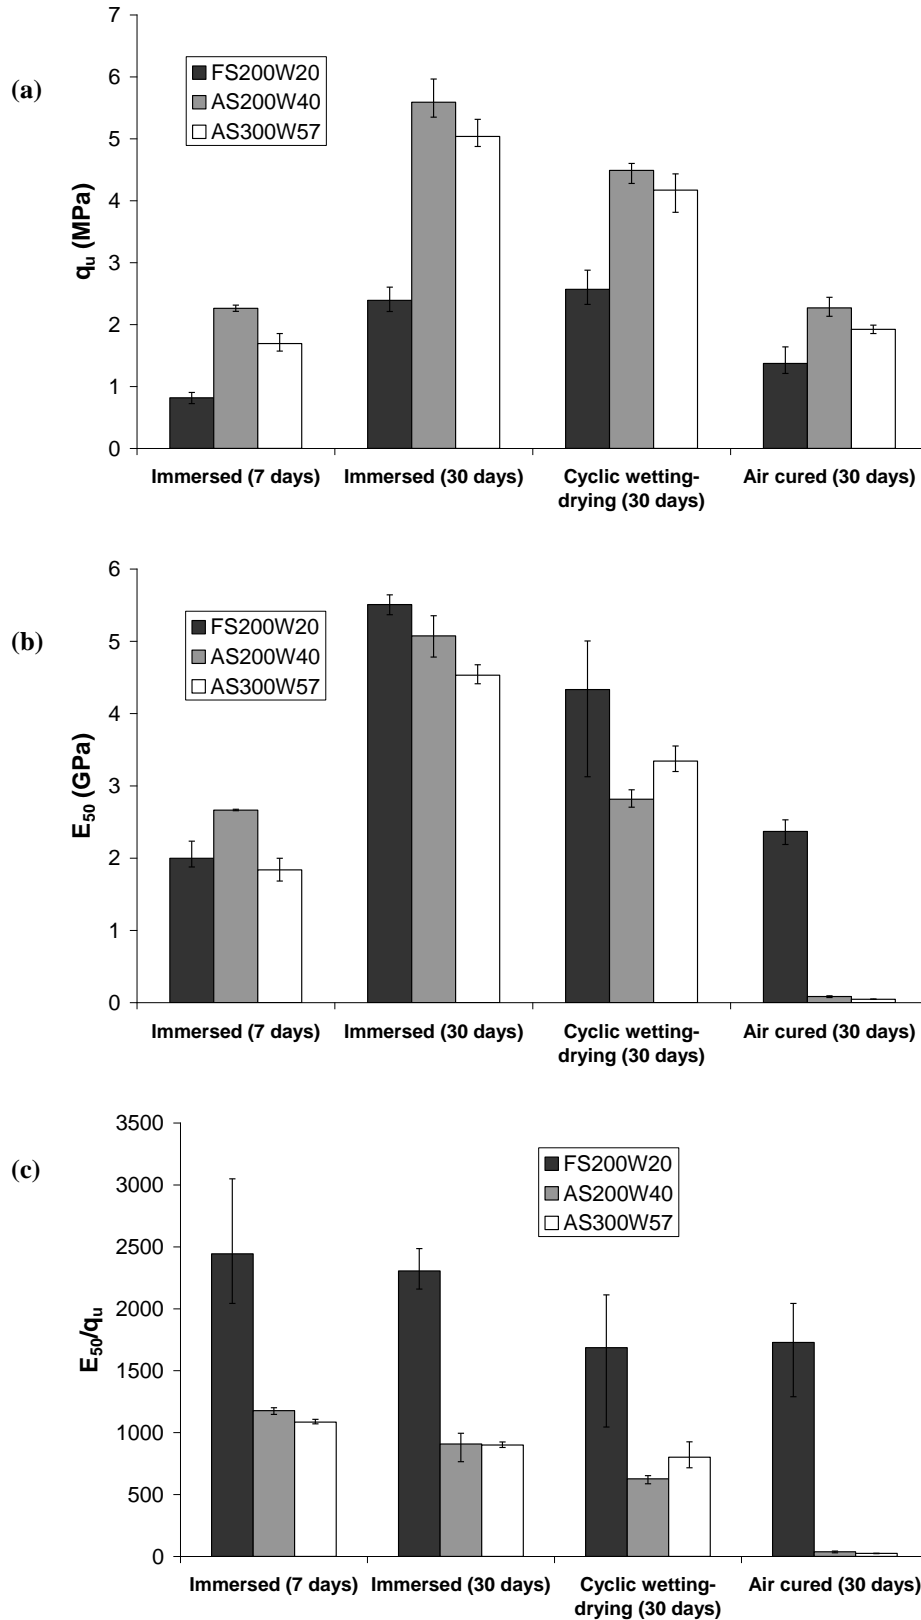 (a)
7
6
5
4
3
2
1
0
qu (MPa)
FS200W20
AS200W40
AS300W57
Immersed (7 days)
Immersed (30 days)
Cyclic wetting-
drying (30 days)
Air cured (30 days)
(b)
6
5
4
3
2
1
0
E50 (GPa)
FS200W20
AS200W40
AS300W57
Immersed (7 days)
Immersed (30 days)
Cyclic wetting-
drying (30 days)
Air cured (30 days)
(c)
3500
3000
2500
2000
1500
1000
500
0
E50/qu
FS200W20
AS200W40
AS300W57
Immersed (7 days)
Immersed (30 days)
Cyclic wetting-
drying (30 days)
Air cured (30 days)